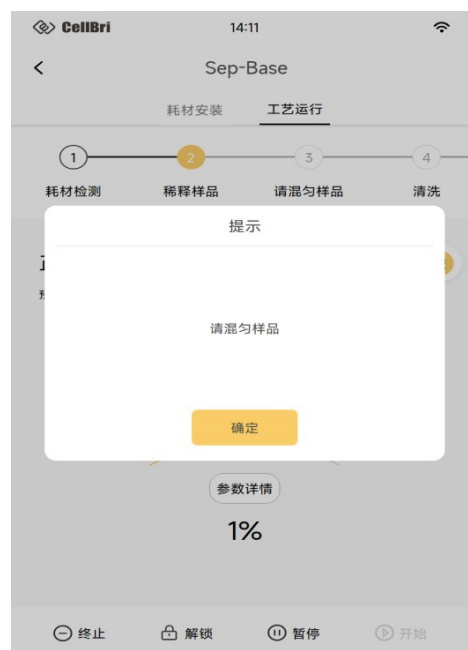 CellBri
14:11
Sep-Base
耗材安装
工艺运行
1
2
3
4
耗材检测
稀释样品
请混匀样品
清洗
提示
请混匀样品
确定
参数详情
1%
终止
解锁
暂停
开始